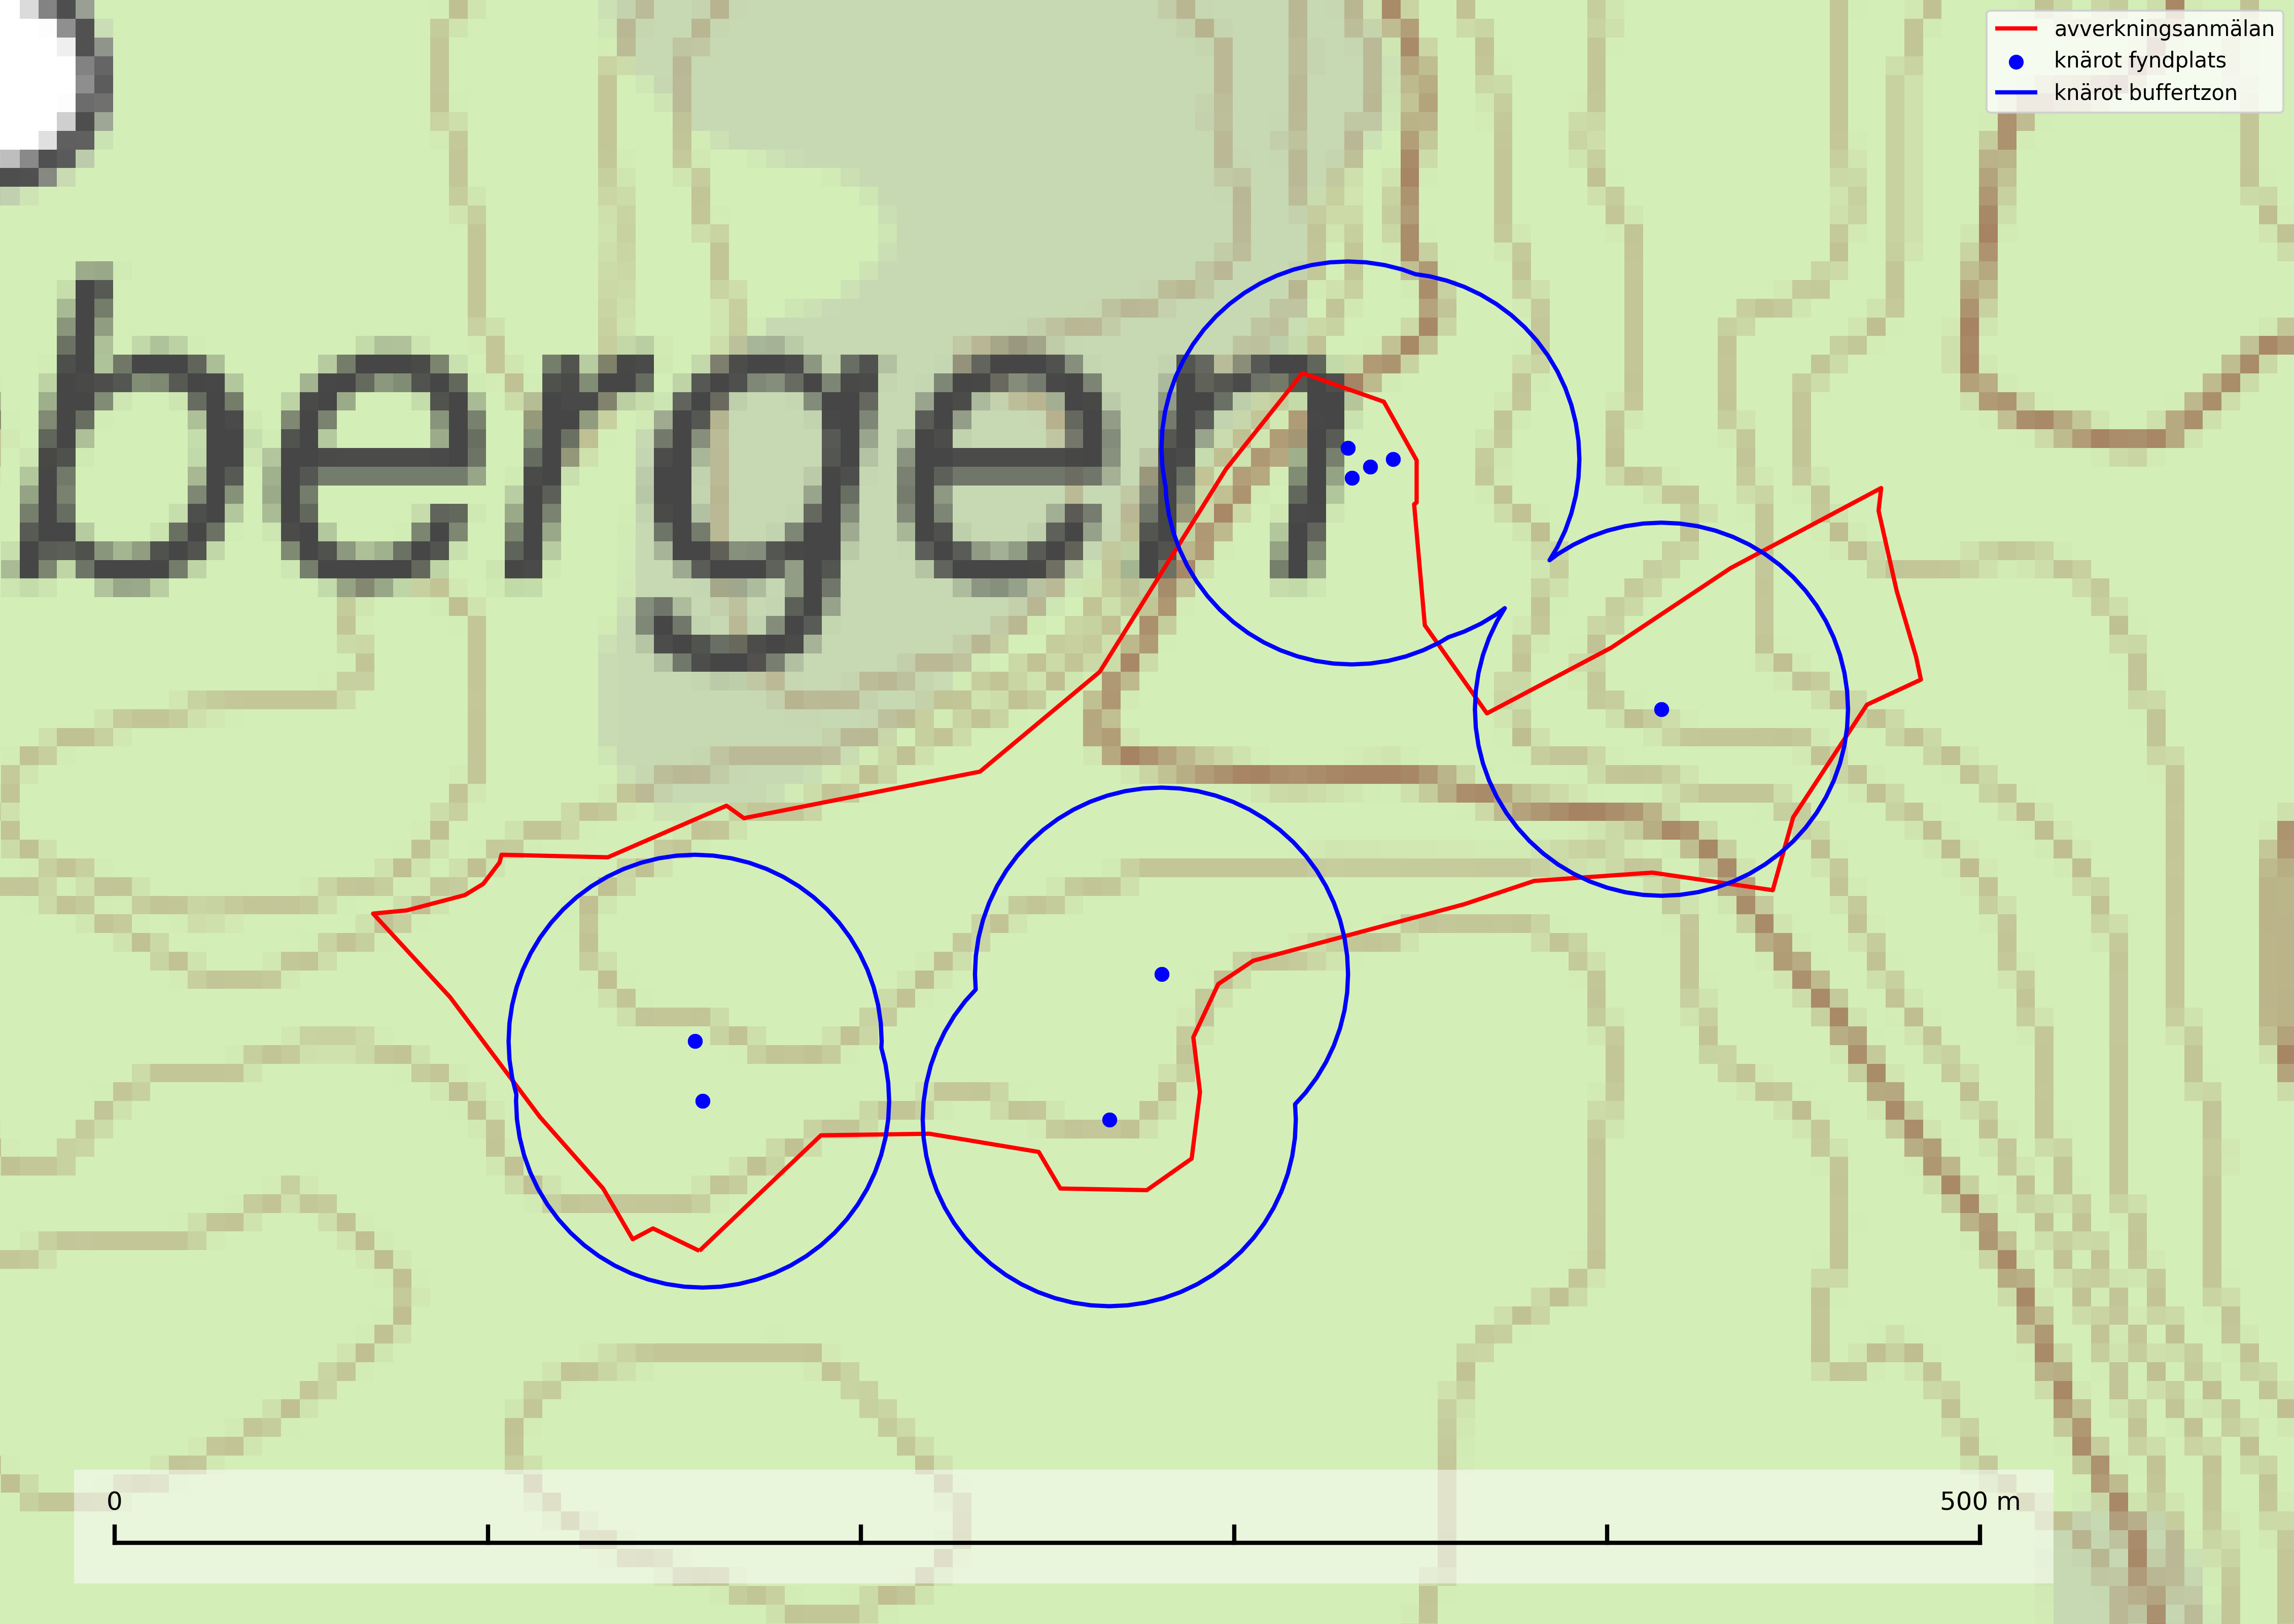 avverkningsanmälan
knärot fyndplats
knärot buffertzon
bergen
0 500 m